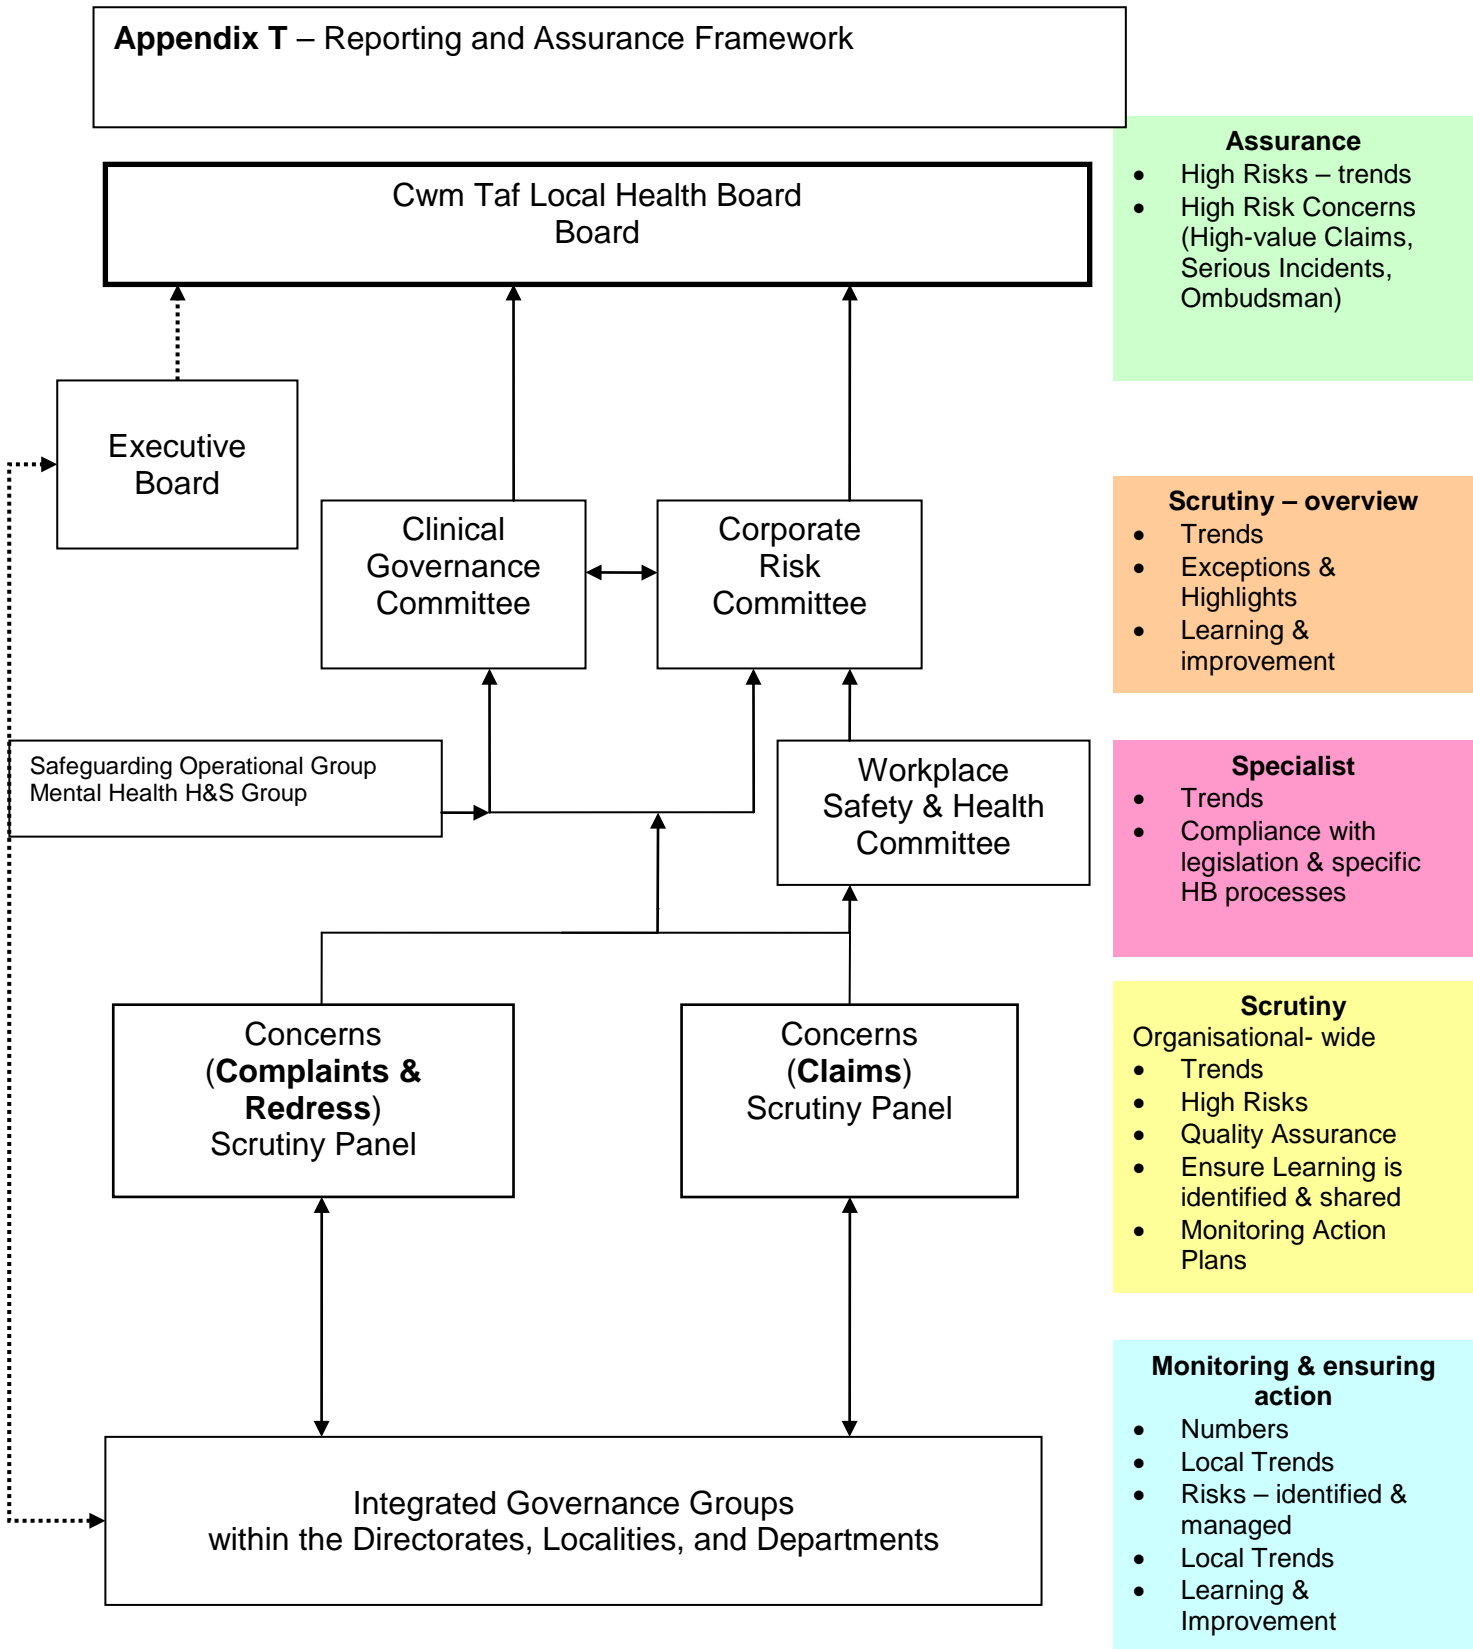 Appendix T – Reporting and Assurance Framework
Cwm Taf Local Health Board
Board
Assurance
• High Risks – trends
• High Risk Concerns
(High-value Claims,
Serious Incidents,
Ombudsman)
Executive
Board
Clinical
Governance
Committee
Corporate
Risk
Committee
Scrutiny – overview
• Trends
• Exceptions &
Highlights
• Learning &
improvement
Safeguarding Operational Group
Mental Health H&S Group
Workplace
Safety & Health
Committee
Specialist
• Trends
• Compliance with
legislation & specific
HB processes
Concerns
(Complaints &
Redress)
Scrutiny Panel
Concerns
(Claims)
Scrutiny Panel
Scrutiny
Organisational- wide
• Trends
• High Risks
• Quality Assurance
• Ensure Learning is
identified & shared
• Monitoring Action
Plans
Integrated Governance Groups
within the Directorates, Localities, and Departments
Monitoring & ensuring
action
• Numbers
• Local Trends
• Risks – identified &
managed
• Local Trends
• Learning &
Improvement